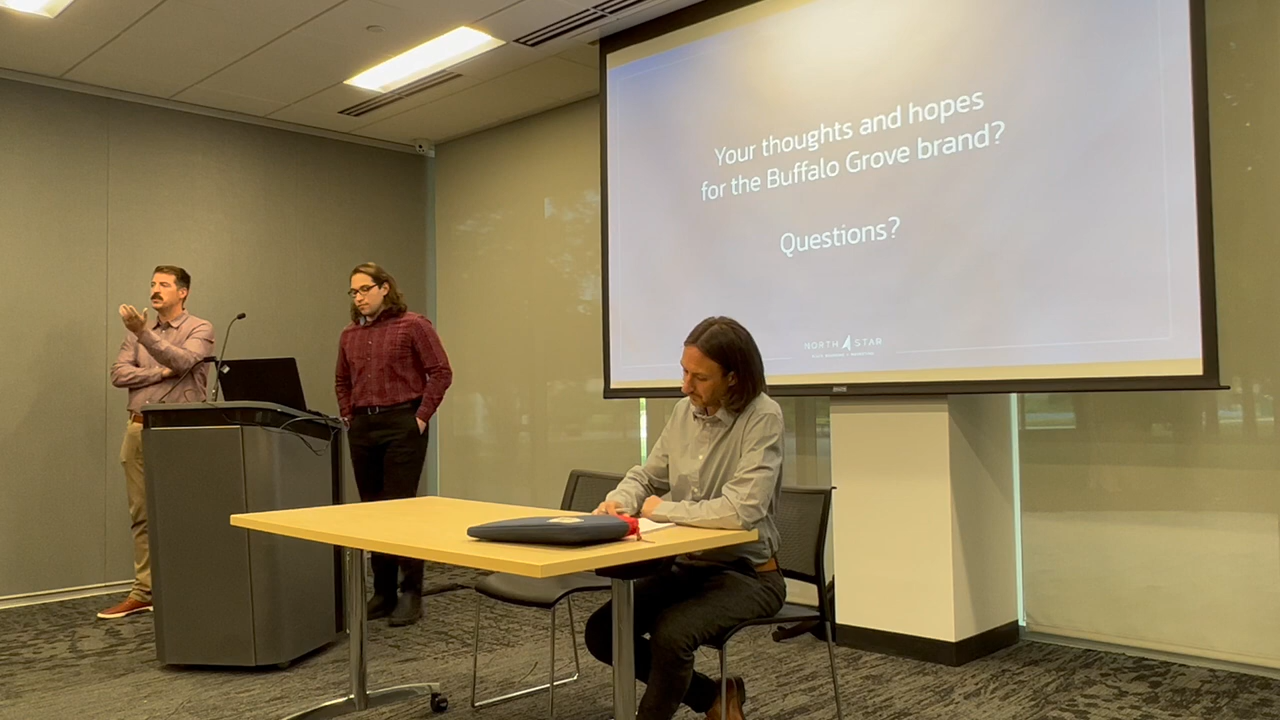 Your thoughts and hopes
for the Buffalo Grove brand?
Questions?
NORTH STAR